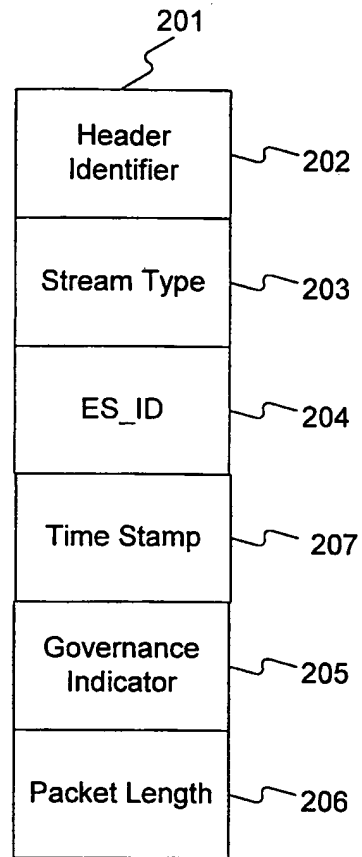 201
Header
Identifier
202
Stream Type
203
ES_ID
204
Time Stamp
207
Governance
Indicator
205
Packet Length
206